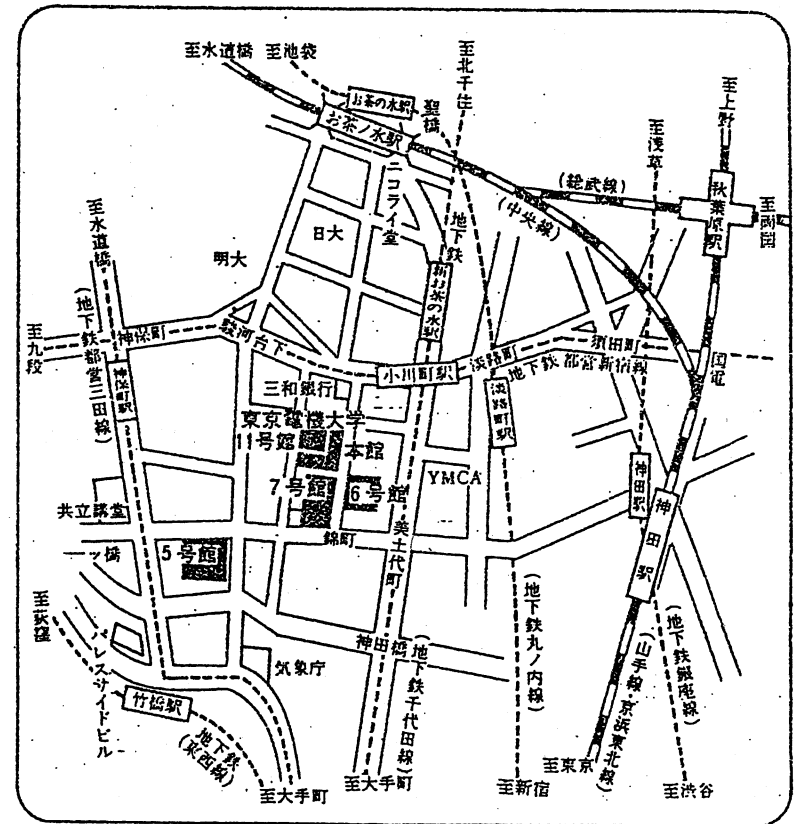 至水道橋
至池袋
至北千住
至上野
至浅草
お茶の水駅
聖橋
お茶ノ水駅
(総武線)
(中央線)
秋葉原駅
至両国
ニコライ堂
地下鉄
新お茶の水駅
日大
明大
至水道橋
(地下鉄都営三田線)
至九段
神保町
神保町駅
駿河台下
小川町駅
淡路町
須田町
地下鉄都営新宿線
国電
淡路町駅
三和銀行
東京電機大学
11号館
本館
7号館
6号館
YMCA
神田駅
神田駅
共立講堂
一ッ橋
5号館
錦町
美土代町
至荻窪
パレスサイドビル
竹橋駅
地下鉄
(東西線)
気象庁
神田橋
(地下鉄千代田線)
(地下鉄丸ノ内線)
(山手線・京浜東北線)
(地下鉄銀座線)
至大手町
至大手町
至新宿
至東京
至渋谷